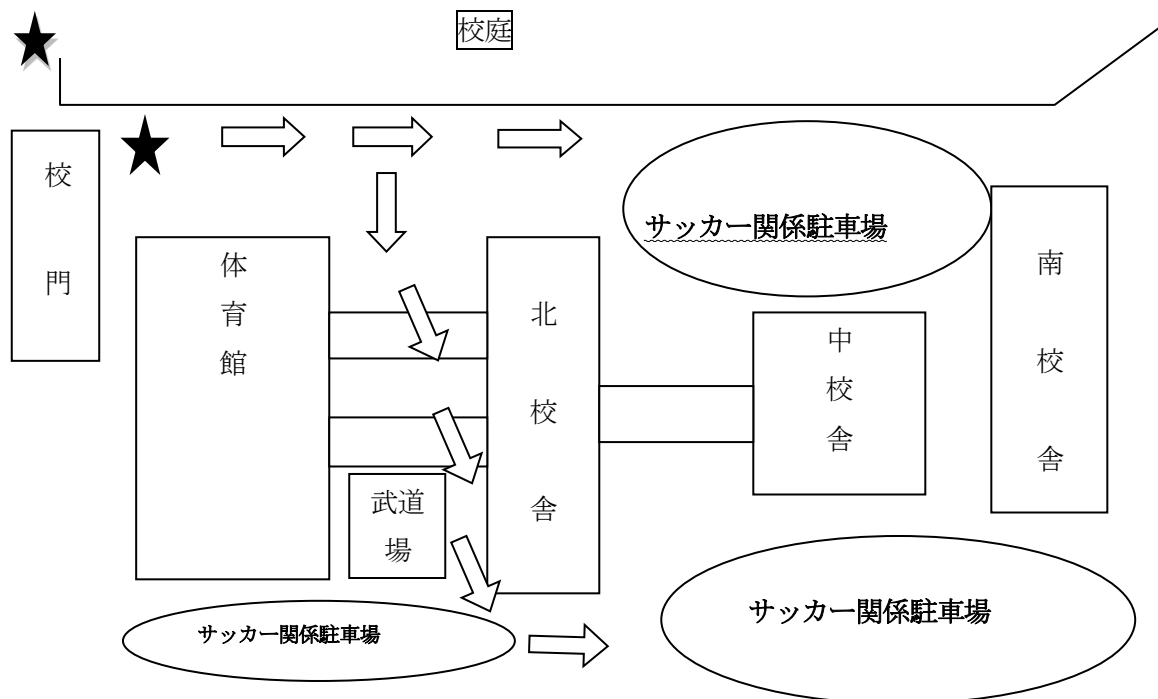 校庭
校門
サッカー関係駐車場
体育館
北校舎
南校舎
中校舎
武道
場
サッカー関係駐車場
サッカー関係駐車場